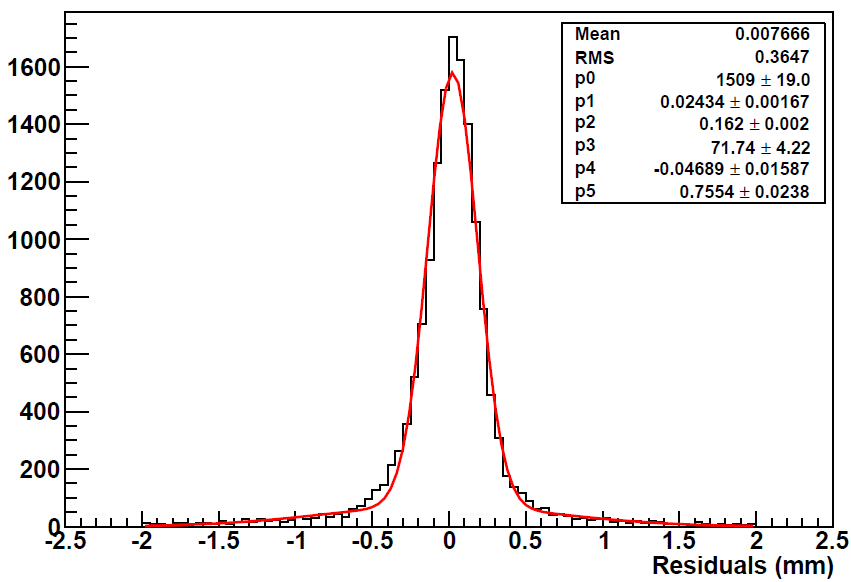 Mean 0.007666
RMS 0.3647
p0 1509 ± 19.0
p1 0.02434 ± 0.00167
p2 0.162 ± 0.002
p3 71.74 ± 4.22
p4 -0.04689 ± 0.01587
p5 0.7554 ± 0.0238
1600
1400
1200
1000
800
600
400
200
0
-2.5 -2 -1.5 -1 -0.5 0 0.5 1 1.5 2 2.5
Residuals (mm)